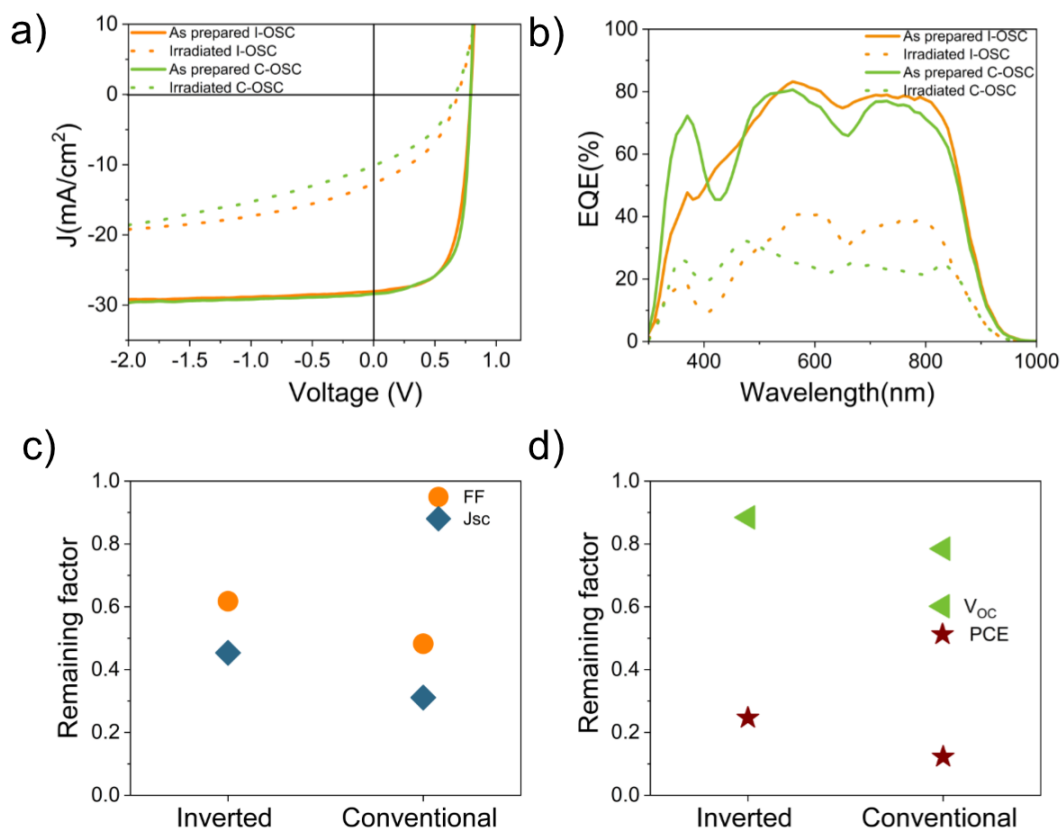 a)
As prepared I-OSC
Irradiated I-OSC
As prepared C-OSC
Irradiated C-OSC
10
0
-10
-20
-30
J(mA/cm²)
-2.0 -1.5 -1.0 -0.5 0.0 0.5 1.0
Voltage (V)
b)
As prepared I-OSC
Irradiated I-OSC
As prepared C-OSC
Irradiated C-OSC
100
80
60
40
20
0
EQE(%)
400 600 800 1000
Wavelength(nm)
c)
FF
Jsc
1.0
0.8
0.6
0.4
0.2
0.0
Remaining factor
Inverted Conventional
d)
1.0
0.8
0.6
0.4
0.2
0.0
Remaining factor
V_OC
PCE
Inverted Conventional